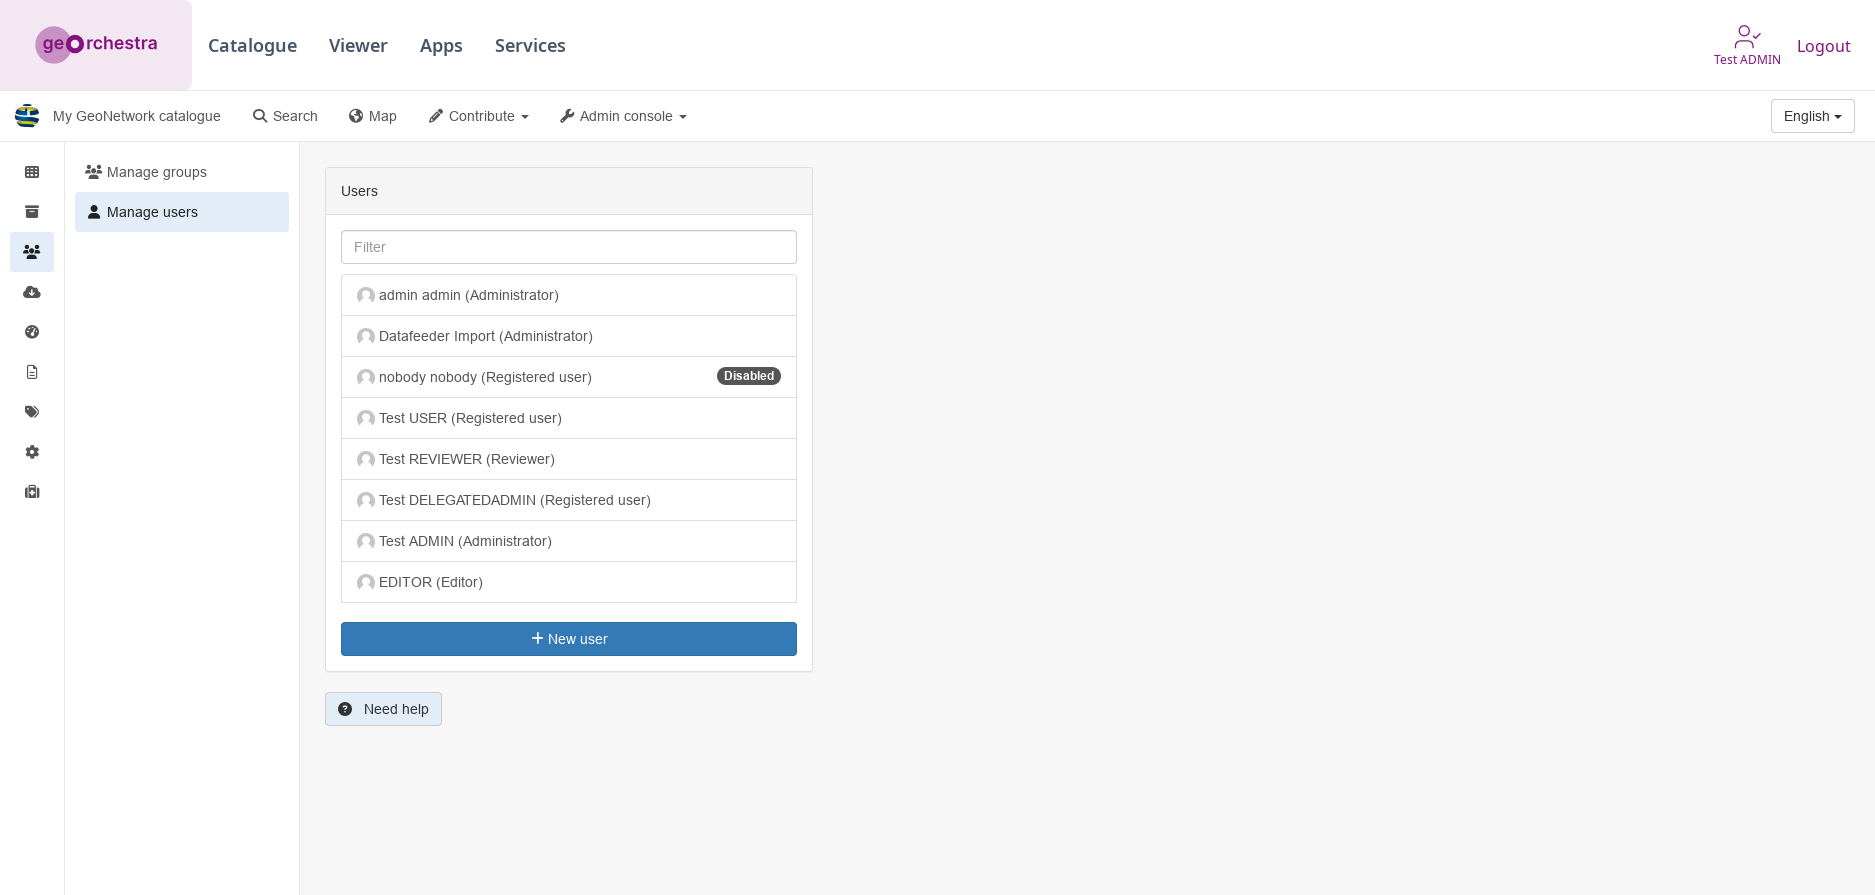 georchestra
Catalogue Viewer Apps Services
Test ADMIN
Logout
My GeoNetwork catalogue Search Map Contribute Admin console
English
Manage groups
Manage users
Users
Filter
admin admin (Administrator)
Datafeeder Import (Administrator)
nobody nobody (Registered user) Disabled
Test USER (Registered user)
Test REVIEWER (Reviewer)
Test DELEGATEDADMIN (Registered user)
Test ADMIN (Administrator)
EDITOR (Editor)
+ New user
Need help